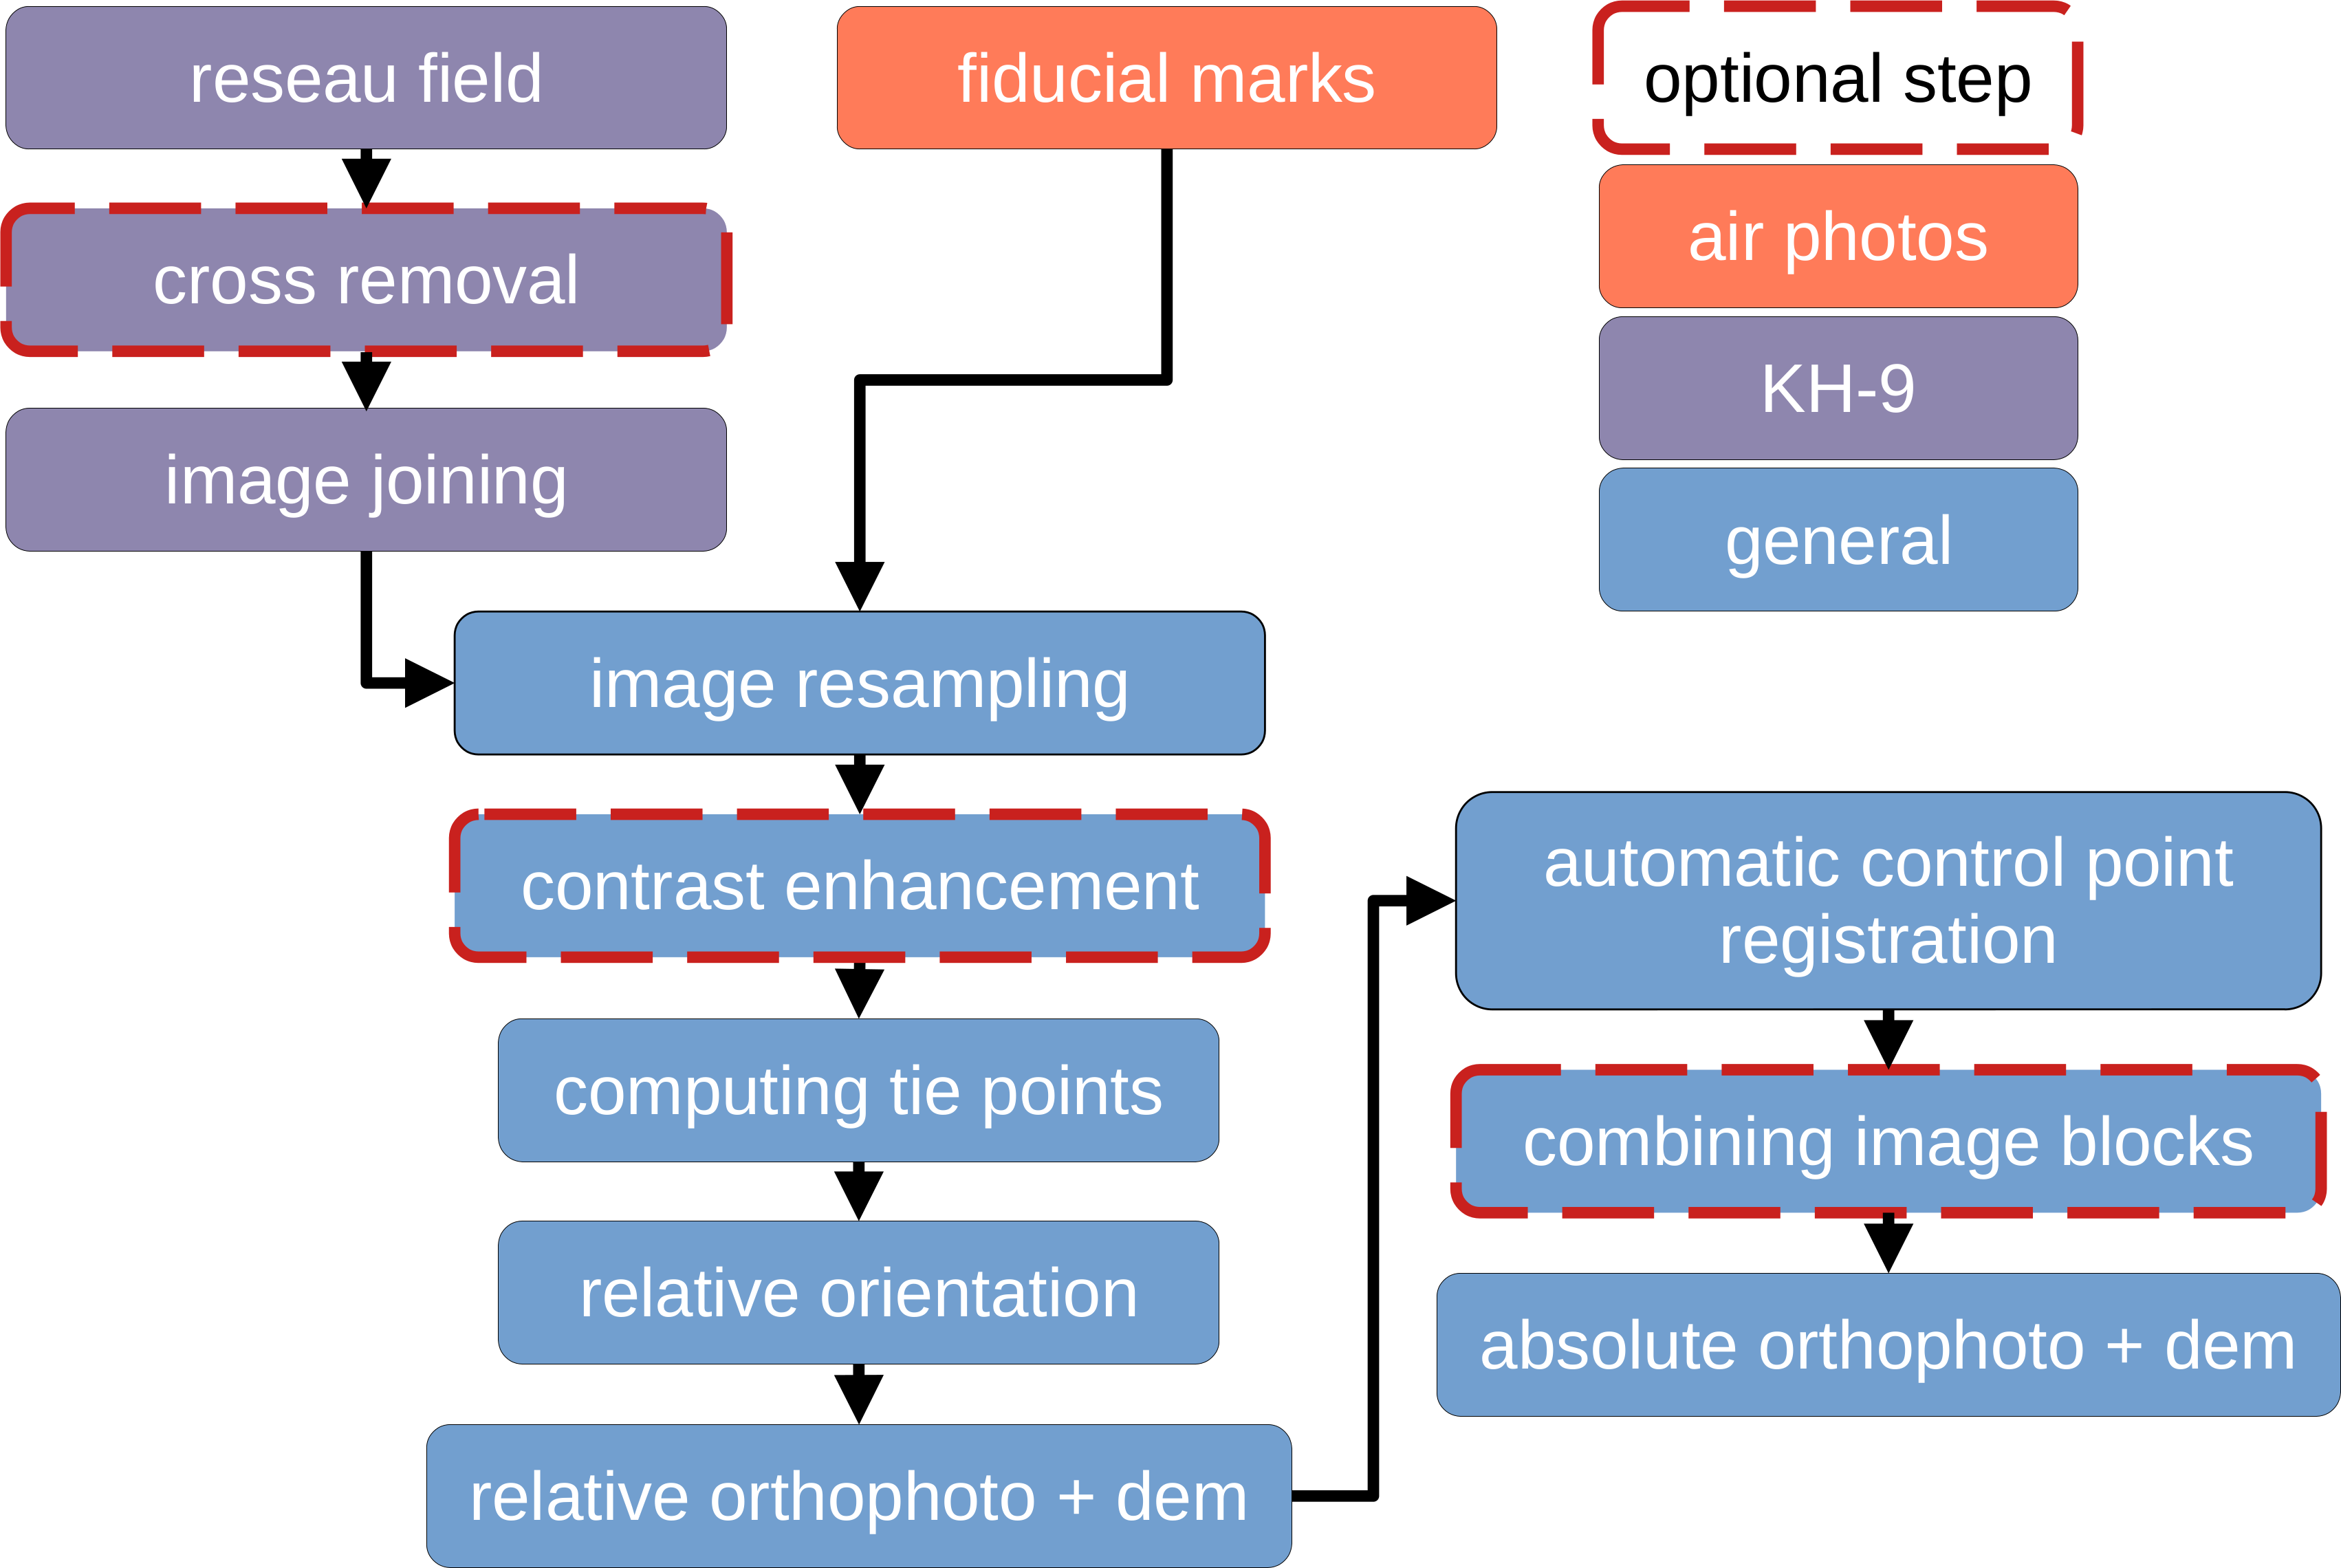 reseau field
fiducial marks
optional step
air photos
cross removal
KH-9
image joining
general
image resampling
contrast enhancement
computing tie points
relative orientation
relative orthophoto + dem
automatic control point
registration
combining image blocks
absolute orthophoto + dem